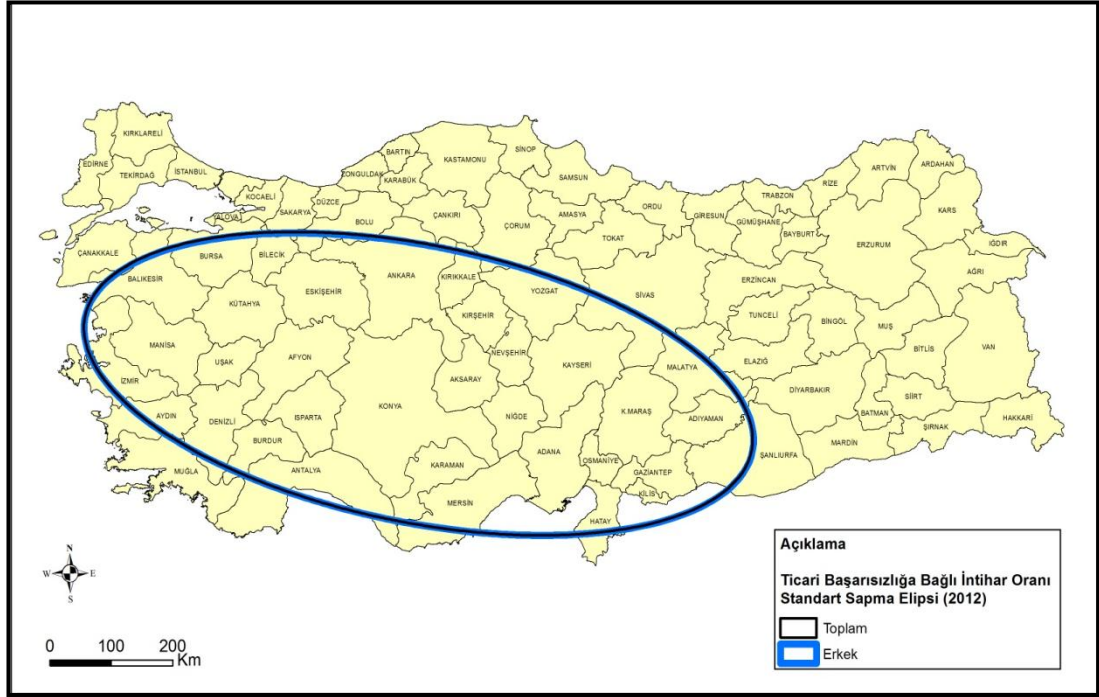 KIRKLARELİ
EDİRNE
TEKİRDAĞ
İSTANBUL
KOCAELİ
YALOVA
SAKARYA
DÜZCE
ZONGULDAK
BARTIN
KARABÜK
KASTAMONU
SİNOP
SAMSUN
BOLU
ÇANKIRI
ÇORUM
AMASYA
ORDU
TOKAT
GİRESUN
TRABZON
GÜMÜŞHANE
BAYBURT
RİZE
ARTVİN
ARDAHAN
KARS
ERZURUM
IĞDIR
AĞRI
ÇANAKKALE
BALIKESİR
BURSA
BİLECİK
ESKİŞEHİR
ANKARA
KIRIKKALE
YOZGAT
SİVAS
ERZİNCAN
TUNCELİ
BİNGÖL
MUŞ
BİTLİS
VAN
KÜTAHYA
KIRŞEHİR
MANİSA
UŞAK
AFYON
NEVŞEHİR
KAYSERİ
MALATYA
ELAZIĞ
DİYARBAKIR
SİİRT
BATMAN
ŞIRNAK
HAKKARİ
İZMİR
AYDIN
DENİZLİ
ISPARTA
KONYA
AKSARAY
NİĞDE
K.MARAŞ
ADIYAMAN
MARDİN
ŞANLIURFA
BURDUR
MUĞLA
ANTALYA
KARAMAN
MERSİN
ADANA
OSMANİYE
GAZİANTEP
KİLİS
HATAY
N
W
E
S
0 100 200
Km
Açıklama
Ticari Başarısızlığa Bağlı İntihar Oranı
Standart Sapma Elipsi (2012)
Toplam
Erkek